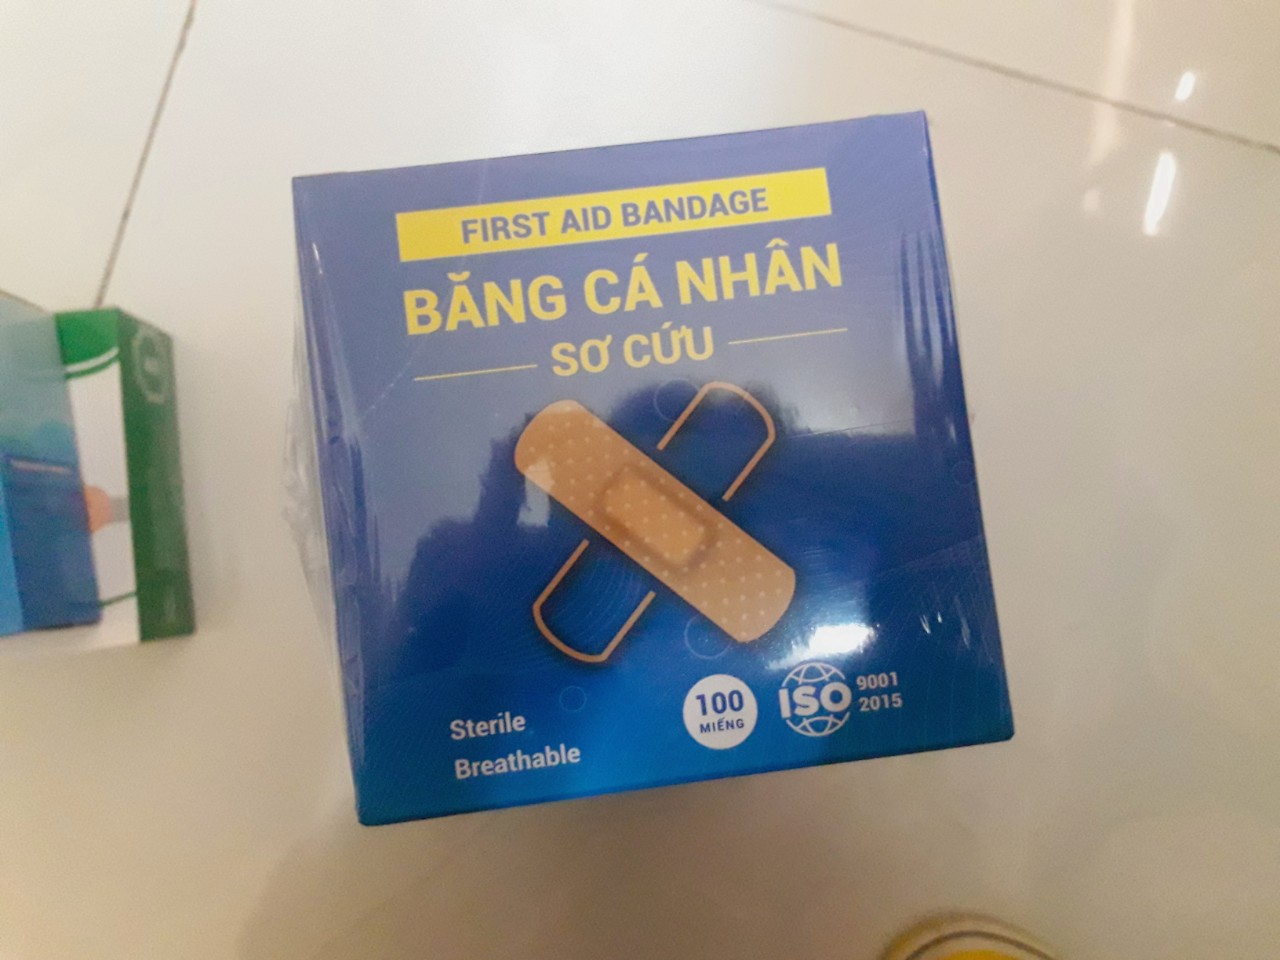 FIRST AID BANDAGE
BĂNG CÁ NHÂN
SƠ CỨU
Sterile
Breathable
100
MIẾNG
ISO
9001
2015